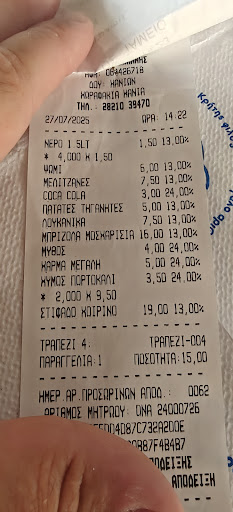 ΑΦΜ: 064426718
ΔΟΥ: ΧΑΝΙΩΝ
ΚΟΡΑΦΑΚΙΑ ΧΑΝΙΑ
ΤΗΛ.: 28210 39470
27/07/2025 ΩΡΑ: 14:22
ΝΕΡΟ 1 5LT 1,50 13,00%
* 4,000 X 1,50
ΨΩΜΙ 6,00 13,00%
ΜΕΛΙΤΖΑΝΕΣ 7,50 13,00%
COCA COLA 3,00 24,00%
ΠΑΤΑΤΕΣ ΤΗΓΑΝΗΤΕΣ 5,00 13,00%
ΛΟΥΚΑΝΙΚΑ 7,50 13,00%
ΜΠΡΙΖΟΛΑ ΜΟΣΧΑΡΙΣΙΑ 16,00 13,00%
ΜΥΘΟΣ 4,00 24,00%
ΚΑΡΜΑ ΜΕΓΑΛΗ 5,00 24,00%
ΧΥΜΟΣ ΠΟΡΤΟΚΑΛΙ 3,50 24,00%
* 2,000 X 9,50
ΣΤΙΦΑΔΟ ΧΟΙΡΙΝΟ 19,00 13,00%
ΤΡΑΠΕΖΙ 4: ΤΡΑΠΕΖΙ-004
ΠΑΡΑΓΓΕΛΙΑ:1 ΠΟΣΟΤΗΤΑ:15,00
ΗΜΕΡ ΑΡ.ΠΡΟΣΩΡΙΝΩΝ ΑΠΟΔ.: 0062
ΑΡΙΘΜΟΣ ΜΗΤΡΩΟΥ: DNA 24000726
ΑΠΟΔΕΙΞΗΣ
ΑΠΟΔΕΙΞΗ